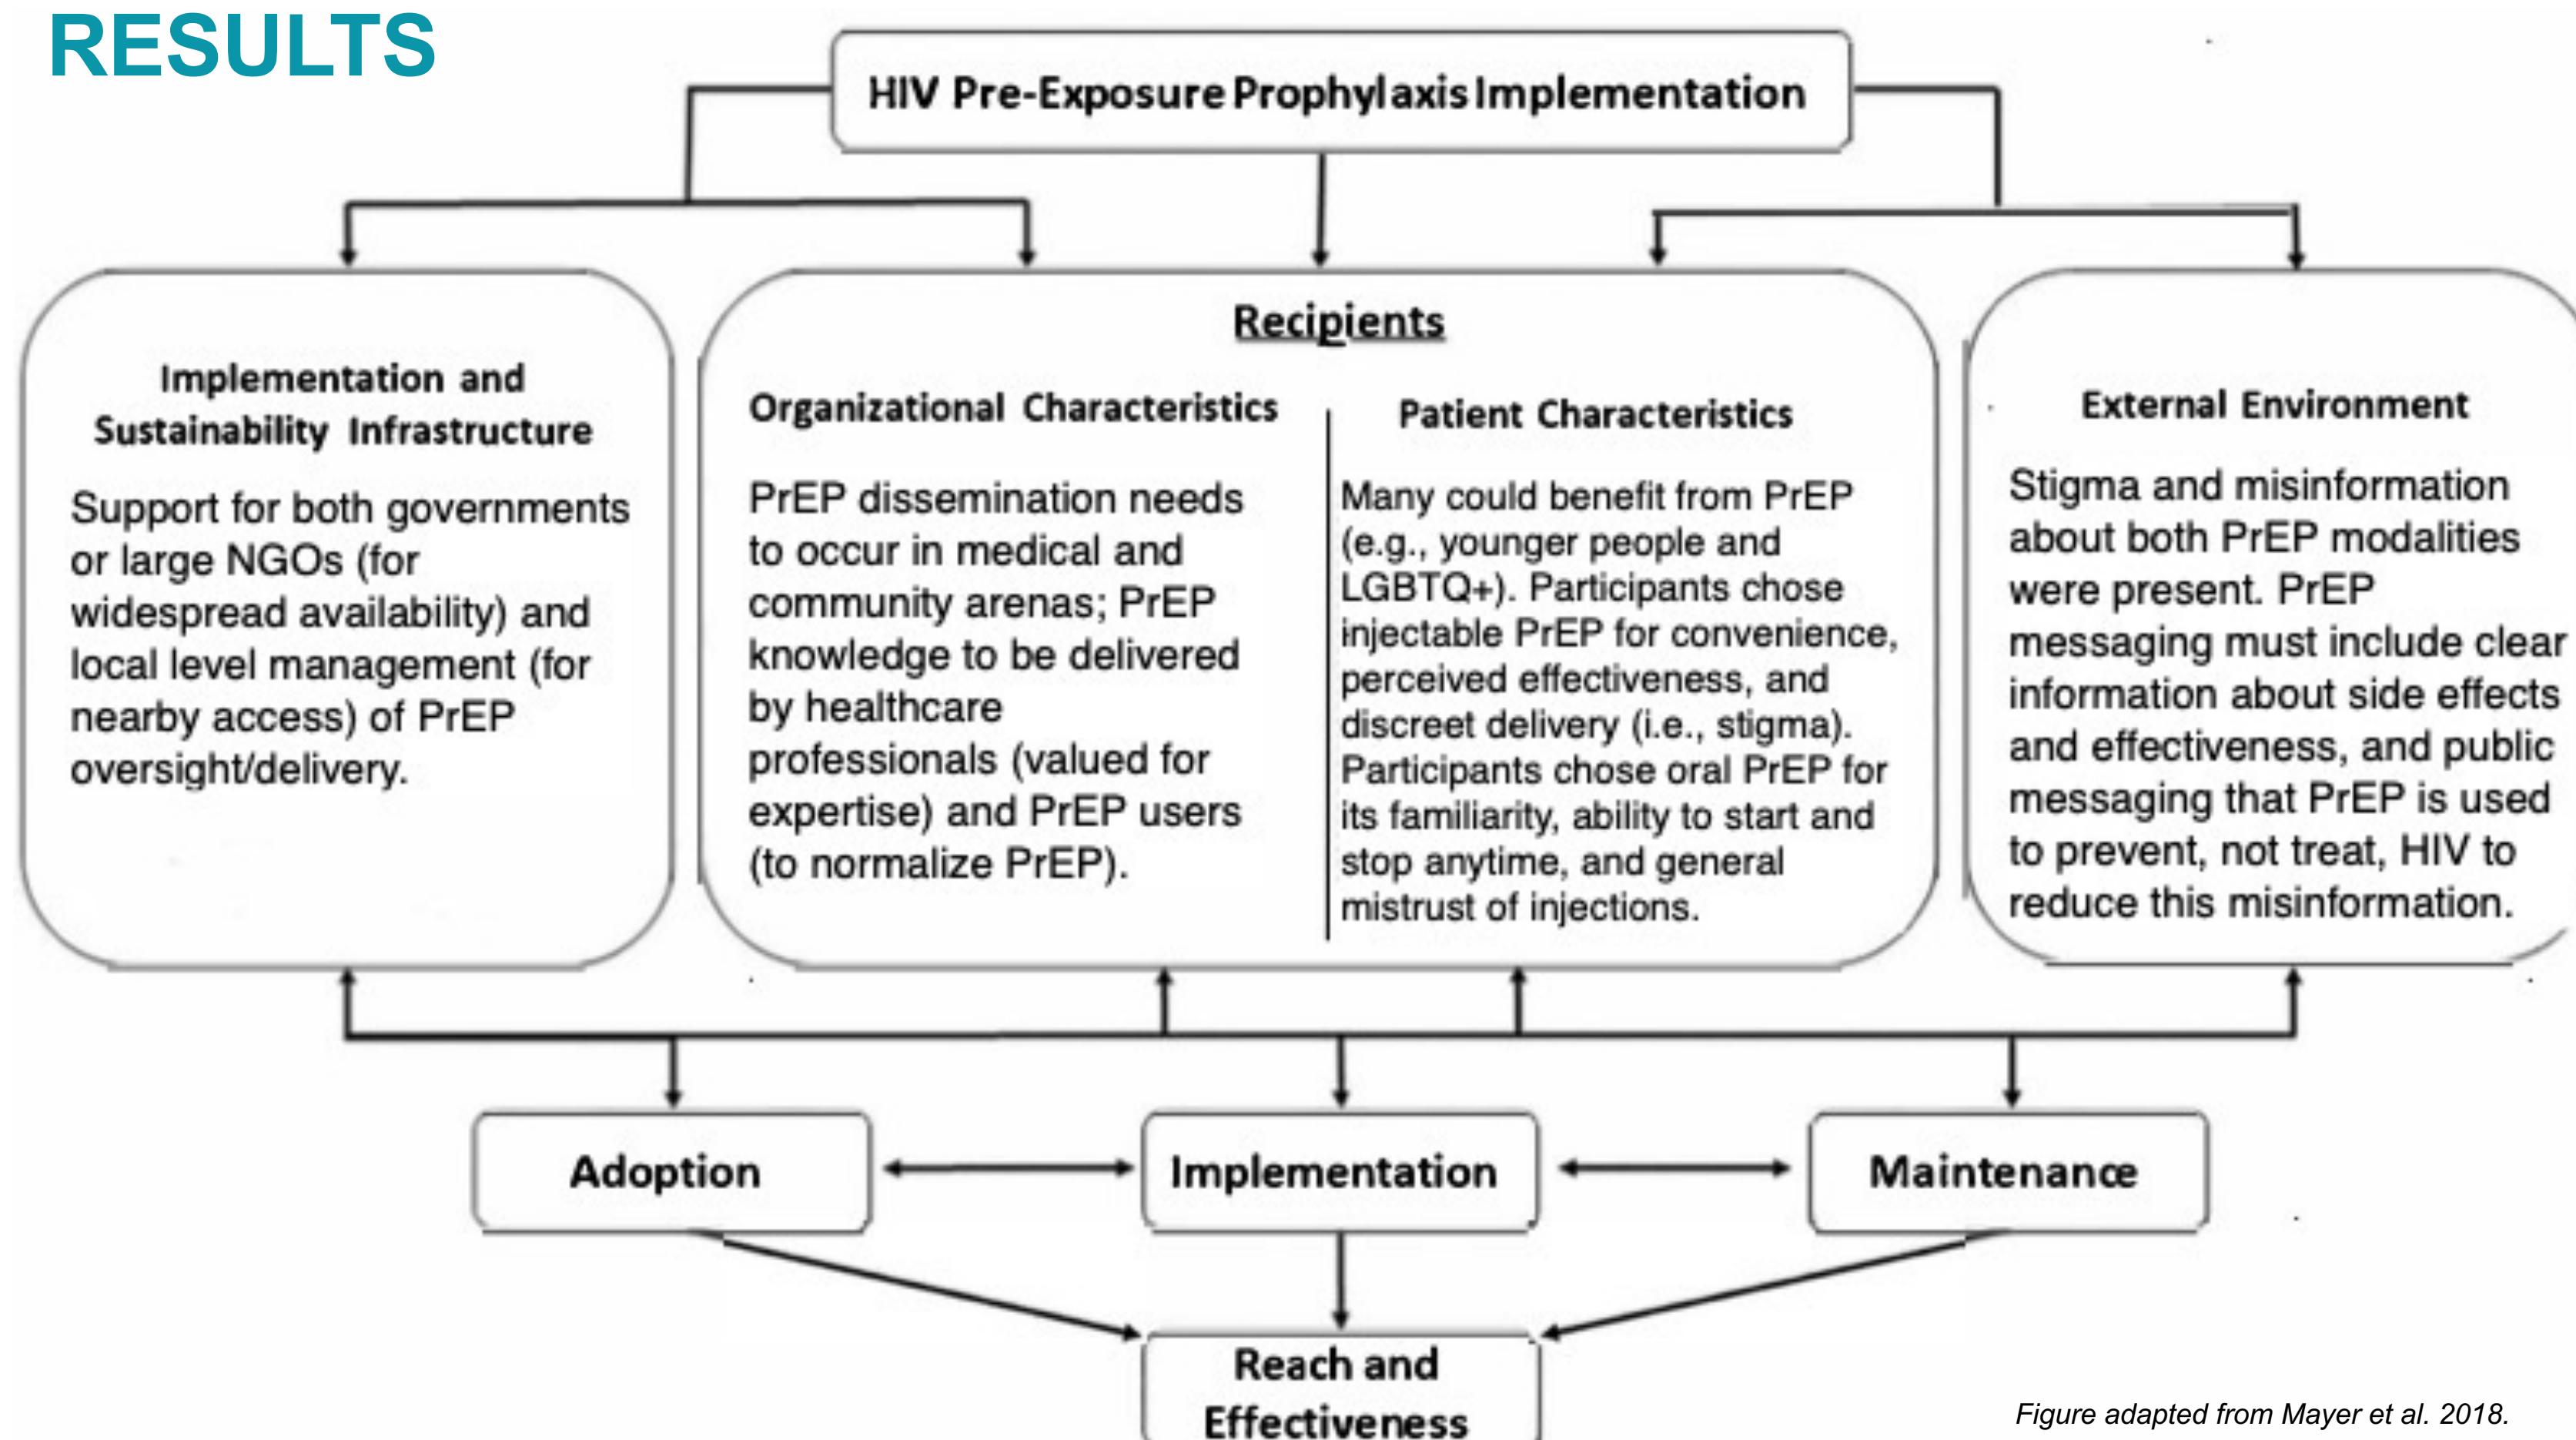 RESULTS
HIV Pre-Exposure Prophylaxis Implementation
Implementation and
Sustainability Infrastructure
Support for both governments
or large NGOs (for
widespread availability) and
local level management (for
nearby access) of PrEP
oversight/delivery.
Recipients
Organizational Characteristics
PrEP dissemination needs
to occur in medical and
community arenas; PrEP
knowledge to be delivered
by healthcare
professionals (valued for
expertise) and PrEP users
(to normalize PrEP).
Patient Characteristics
Many could benefit from PrEP
(e.g., younger people and
LGBTQ+). Participants chose
injectable PrEP for convenience,
perceived effectiveness, and
discreet delivery (i.e., stigma).
Participants chose oral PrEP for
its familiarity, ability to start and
stop anytime, and general
mistrust of injections.
External Environment
Stigma and misinformation
about both PrEP modalities
were present. PrEP
messaging must include clear
information about side effects
and effectiveness, and public
messaging that PrEP is used
to prevent, not treat, HIV to
reduce this misinformation.
Adoption
Implementation
Maintenance
Reach and
Effectiveness
Figure adapted from Mayer et al. 2018.